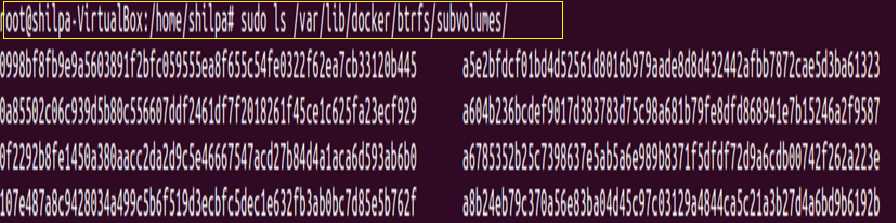 root@shilpa-VirtualBox:/home/shilpa# sudo ls /var/lib/docker/btrfs/subvolumes/
0998bf8fb9e9a5603891f2bfc059555ea8f655c54fe0322f62ea7cb33120b445 a5e2bfdcf01bd4d52561d8016b979aade8d8d432442afbb7872cae5d3ba61323
0a85502c06c939d5b80c556607ddf2461df7f2018261f45ce1c625fa23ecf929 a604b236bcdef9017d383783d75c98a681b79fe8dfd868941e7b15246a2f9587
0f2292b8fe1450a380aacc2da2d9c5e46667547acd27b84d4a1aca6d593ab6b0 a6785352b25c7398637e5ab5a6e989b8371f5dfdf72d9a6cdb00742f262a223e
107e487a8c9428034a499c5b6f519d3ecbfc5dec1e632fb3ab0bc7d85e5b762f a8b24eb79c370a56e83ba04d45c97c03129a4844ca5c21a3b27d4a6bd9b6192b